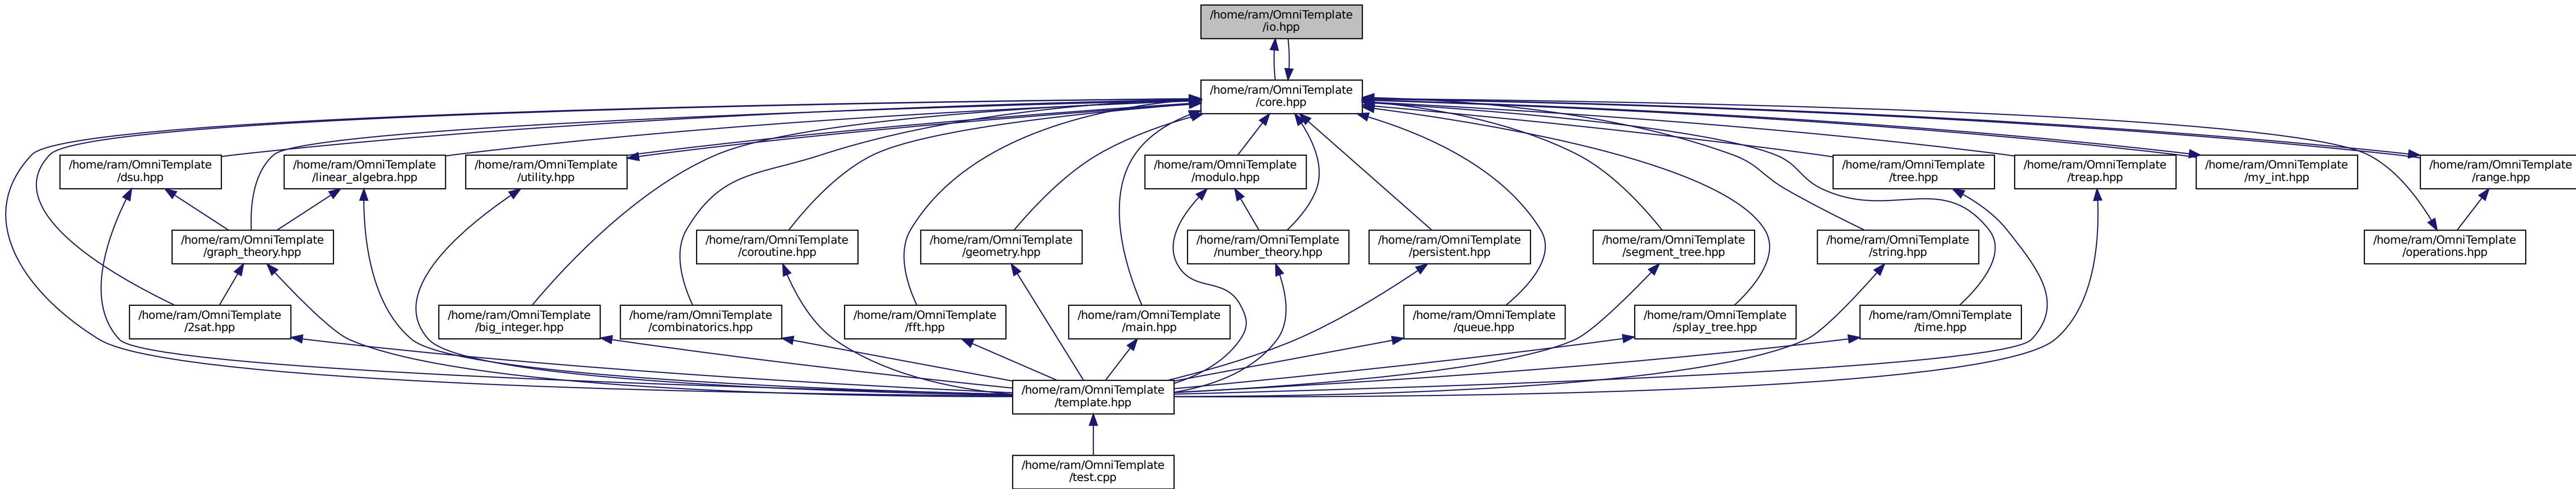 /home/ram/OmniTemplate
/io.hpp
/home/ram/OmniTemplate
/core.hpp
/home/ram/OmniTemplate
/dsu.hpp
/home/ram/OmniTemplate
/linear_algebra.hpp
/home/ram/OmniTemplate
/utility.hpp
/home/ram/OmniTemplate
/modulo.hpp
/home/ram/OmniTemplate
/tree.hpp
/home/ram/OmniTemplate
/treap.hpp
/home/ram/OmniTemplate
/my_int.hpp
/home/ram/OmniTemplate
/range.hpp
/home/ram/OmniTemplate
/graph_theory.hpp
/home/ram/OmniTemplate
/coroutine.hpp
/home/ram/OmniTemplate
/geometry.hpp
/home/ram/OmniTemplate
/number_theory.hpp
/home/ram/OmniTemplate
/persistent.hpp
/home/ram/OmniTemplate
/segment_tree.hpp
/home/ram/OmniTemplate
/string.hpp
/home/ram/OmniTemplate
/operations.hpp
/home/ram/OmniTemplate
/2sat.hpp
/home/ram/OmniTemplate
/big_integer.hpp
/home/ram/OmniTemplate
/combinatorics.hpp
/home/ram/OmniTemplate
/fft.hpp
/home/ram/OmniTemplate
/main.hpp
/home/ram/OmniTemplate
/queue.hpp
/home/ram/OmniTemplate
/splay_tree.hpp
/home/ram/OmniTemplate
/time.hpp
/home/ram/OmniTemplate
/template.hpp
/home/ram/OmniTemplate
/test.cpp